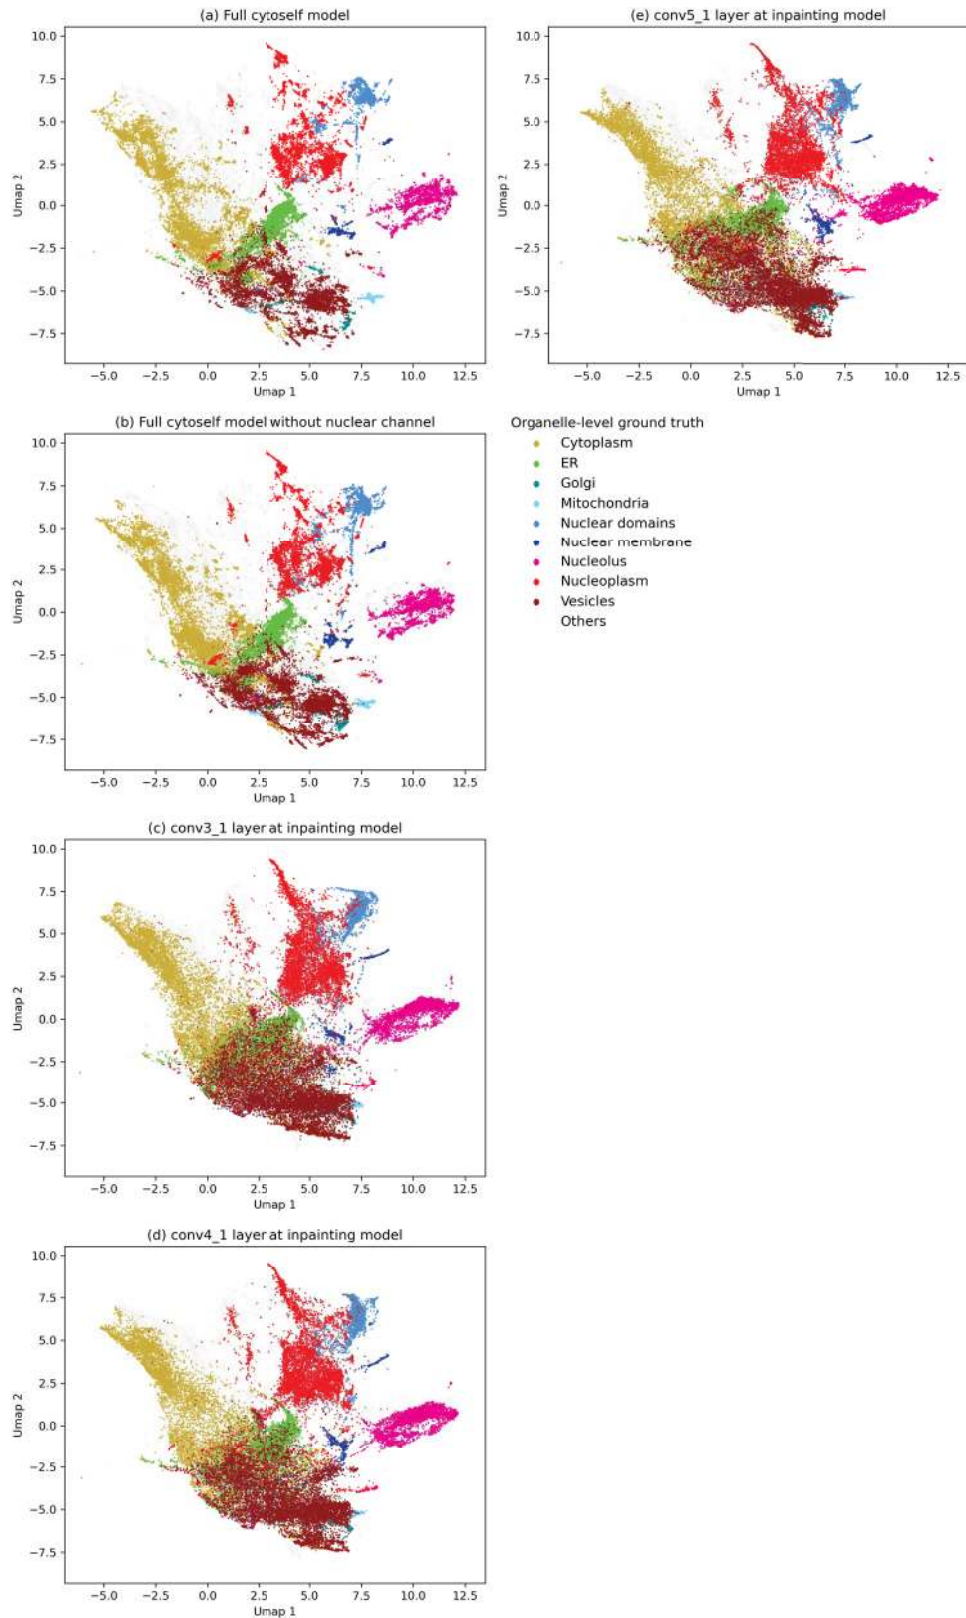 (a) Full cytoself model
10.0
7.5
5.0
2.5
0.0
−2.5
−5.0
−7.5
Umap 2
−5.0 −2.5 0.0 2.5 5.0 7.5 10.0 12.5
Umap 1
(e) conv5_1 layer at inpainting model
10.0
7.5
5.0
2.5
0.0
−2.5
−5.0
−7.5
Umap 2
−5.0 −2.5 0.0 2.5 5.0 7.5 10.0 12.5
Umap 1
(b) Full cytoself model without nuclear channel
10.0
7.5
5.0
2.5
0.0
−2.5
−5.0
−7.5
Umap 2
−5.0 −2.5 0.0 2.5 5.0 7.5 10.0 12.5
Umap 1
Organelle-level ground truth
Cytoplasm
ER
Golgi
Mitochondria
Nuclear domains
Nuclear membrane
Nucleolus
Nucleoplasm
Vesicles
Others
(c) conv3_1 layer at inpainting model
10.0
7.5
5.0
2.5
0.0
−2.5
−5.0
−7.5
Umap 2
−5.0 −2.5 0.0 2.5 5.0 7.5 10.0 12.5
Umap 1
(d) conv4_1 layer at inpainting model
10.0
7.5
5.0
2.5
0.0
−2.5
−5.0
−7.5
Umap 2
−5.0 −2.5 0.0 2.5 5.0 7.5 10.0 12.5
Umap 1